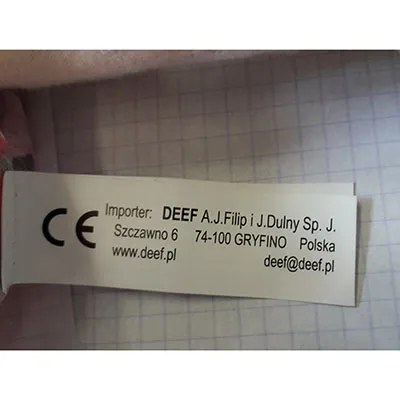 CE Importer: DEEF A.J.Filip i J.Dulny Sp. J.
Szczawno 6 74-100 GRYFINO Polska
www.deef.pl deef@deef.pl